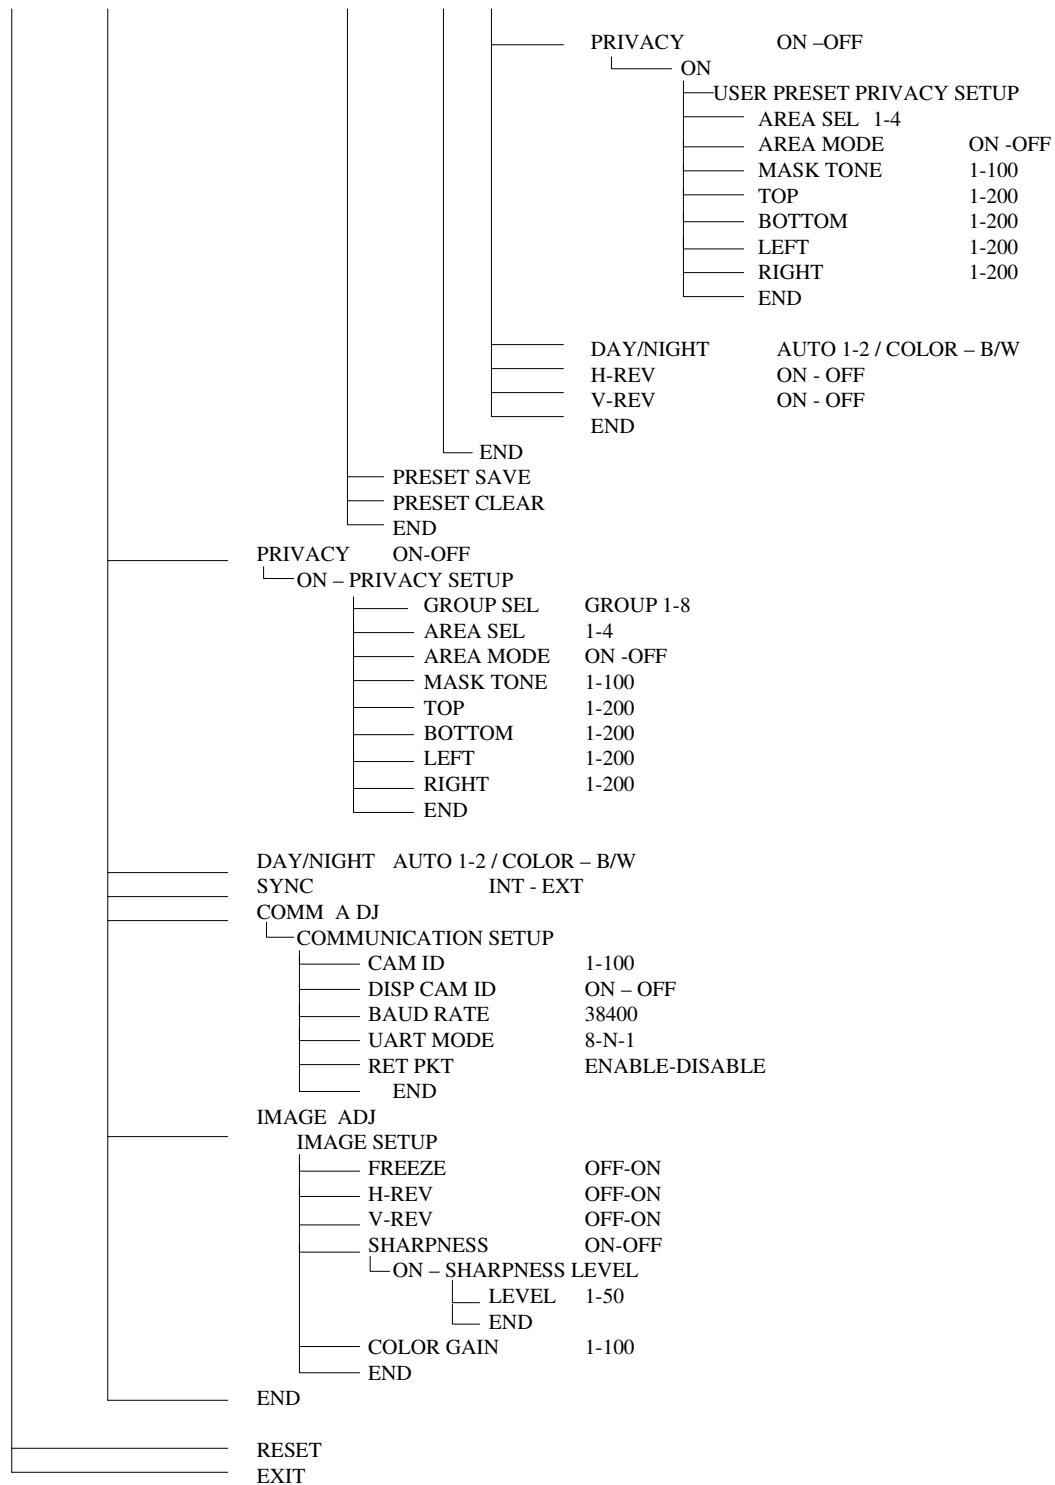 PRIVACY ON –OFF
ON
USER PRESET PRIVACY SETUP
AREA SEL 1-4
AREA MODE ON -OFF
MASK TONE 1-100
TOP 1-200
BOTTOM 1-200
LEFT 1-200
RIGHT 1-200
END
DAY/NIGHT AUTO 1-2 / COLOR – B/W
H-REV ON - OFF
V-REV ON - OFF
END
END
PRESET SAVE
PRESET CLEAR
END
PRIVACY ON-OFF
ON – PRIVACY SETUP
GROUP SEL GROUP 1-8
AREA SEL 1-4
AREA MODE ON -OFF
MASK TONE 1-100
TOP 1-200
BOTTOM 1-200
LEFT 1-200
RIGHT 1-200
END
DAY/NIGHT AUTO 1-2 / COLOR – B/W
SYNC INT - EXT
COMM A DJ
COMMUNICATION SETUP
CAM ID 1-100
DISP CAM ID ON – OFF
BAUD RATE 38400
UART MODE 8-N-1
RET PKT ENABLE-DISABLE
END
IMAGE ADJ
IMAGE SETUP
FREEZE OFF-ON
H-REV OFF-ON
V-REV OFF-ON
SHARPNESS ON-OFF
ON – SHARPNESS LEVEL
LEVEL 1-50
END
COLOR GAIN 1-100
END
END
RESET
EXIT